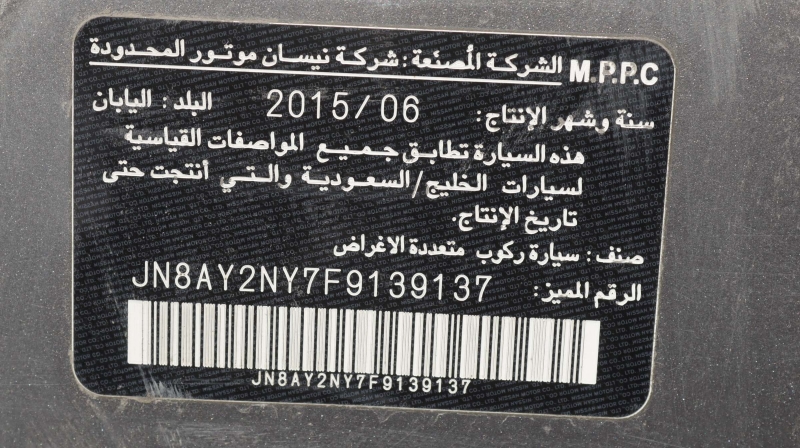 M.P.P.C الشركة المُصنّعة : شركة نيسان موتور المحدودة
سنة وشهر الإنتاج: 2015/06 البلد : اليابان
هذه السيارة تطابق جميع المواصفات القياسية
لسيارات الخليج/السعودية والتي أنتجت حتى
تاريخ الإنتاج.
صنف : سيارة ركوب متعددة الاغراض
الرقم المميز: JN8AY2NY7F9139137
JN8AY2NY7F9139137